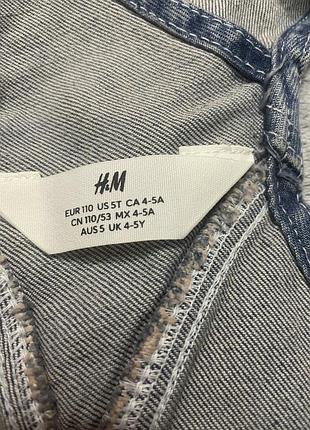 H&M
EUR 110 US 5T CA 4-5A
CN 110/53 MX 4-5A
AUS 5 UK 4-5Y